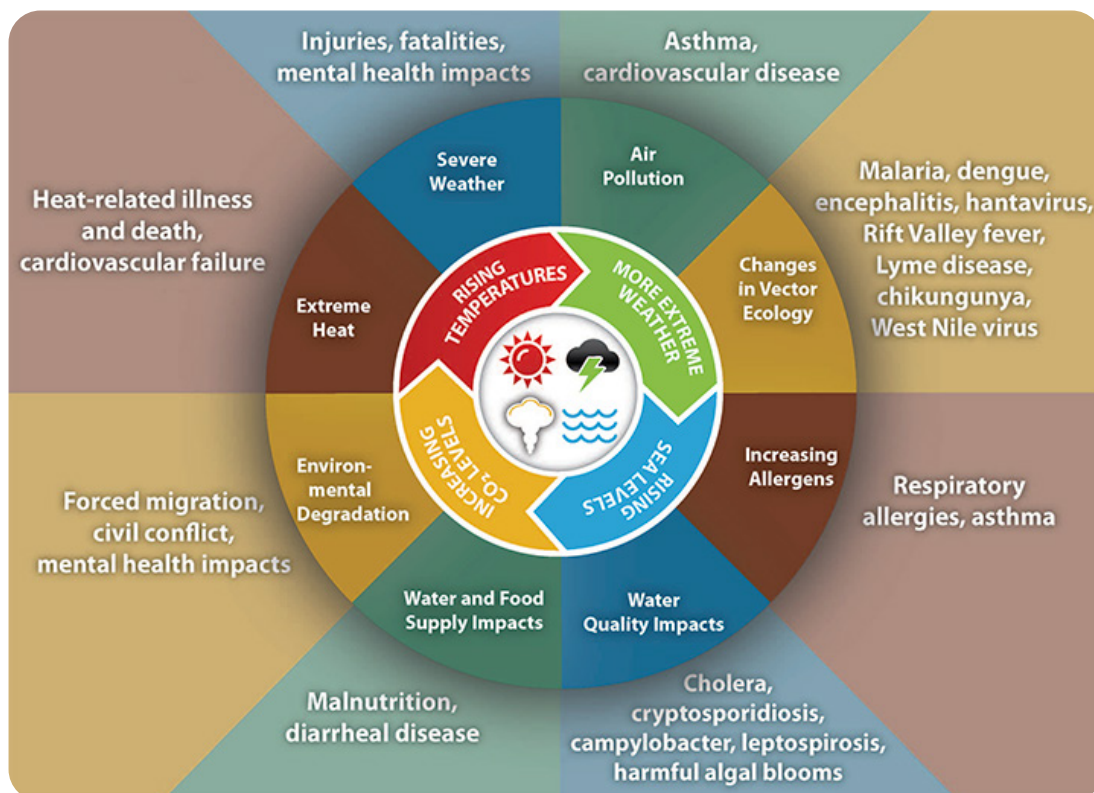 Injuries, fatalities,
mental health impacts
Asthma,
cardiovascular disease
Severe
Weather
Air
Pollution
Heat-related illness
and death,
cardiovascular failure
Malaria, dengue,
encephalitis, hantavirus,
Rift Valley fever,
Lyme disease,
chikungunya,
West Nile virus
Extreme
Heat
Changes
in Vector
Ecology
RISING
TEMPERATURES
MORE EXTREME
WEATHER
INCREASING
CO₂ LEVELS
RISING
SEA LEVELS
Environ-
mental
Degradation
Increasing
Allergens
Forced migration,
civil conflict,
mental health impacts
Respiratory
allergies, asthma
Water and Food
Supply Impacts
Water
Quality Impacts
Malnutrition,
diarrheal disease
Cholera,
cryptosporidiosis,
campylobacter, leptospirosis,
harmful algal blooms